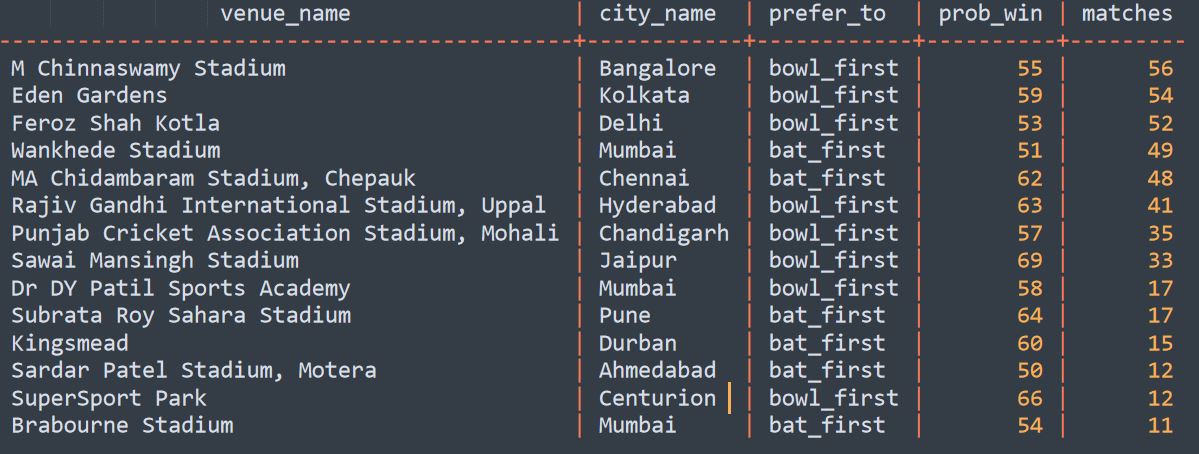 venue_name | city_name | prefer_to | prob_win | matches
--------------------------------------------+------------+------------+----------+---------
M Chinnaswamy Stadium | Bangalore | bowl_first | 55 | 56
Eden Gardens | Kolkata | bowl_first | 59 | 54
Feroz Shah Kotla | Delhi | bowl_first | 53 | 52
Wankhede Stadium | Mumbai | bat_first | 51 | 49
MA Chidambaram Stadium, Chepauk | Chennai | bat_first | 62 | 48
Rajiv Gandhi International Stadium, Uppal | Hyderabad | bowl_first | 63 | 41
Punjab Cricket Association Stadium, Mohali | Chandigarh | bowl_first | 57 | 35
Sawai Mansingh Stadium | Jaipur | bowl_first | 69 | 33
Dr DY Patil Sports Academy | Mumbai | bowl_first | 58 | 17
Subrata Roy Sahara Stadium | Pune | bat_first | 64 | 17
Kingsmead | Durban | bat_first | 60 | 15
Sardar Patel Stadium, Motera | Ahmedabad | bat_first | 50 | 12
SuperSport Park | Centurion | bowl_first | 66 | 12
Brabourne Stadium | Mumbai | bat_first | 54 | 11